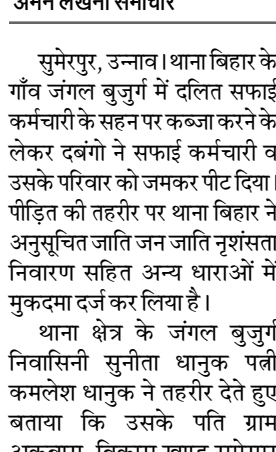 अमन लेखनी समाचार
सुमेरपुर, उन्नाव।थाना बिहार के
गाँव जंगल बुजुर्ग में दलित सफाई
कर्मचारी के सहन पर कब्जा करने के
लेकर दबंगो ने सफाई कर्मचारी व
उसके परिवार को जमकर पीट दिया।
पीड़ित की तहरीर पर थाना बिहार ने
अनुसूचित जाति जन जाति नृशंसता
निवारण सहित अन्य धाराओं में
मुकदमा दर्ज कर लिया है।
थाना क्षेत्र के जंगल बुजुर्ग
निवासिनी सुनीता धानुक पत्नी
कमलेश धानुक ने तहरीर देते हुए
बताया कि उसके पति ग्राम